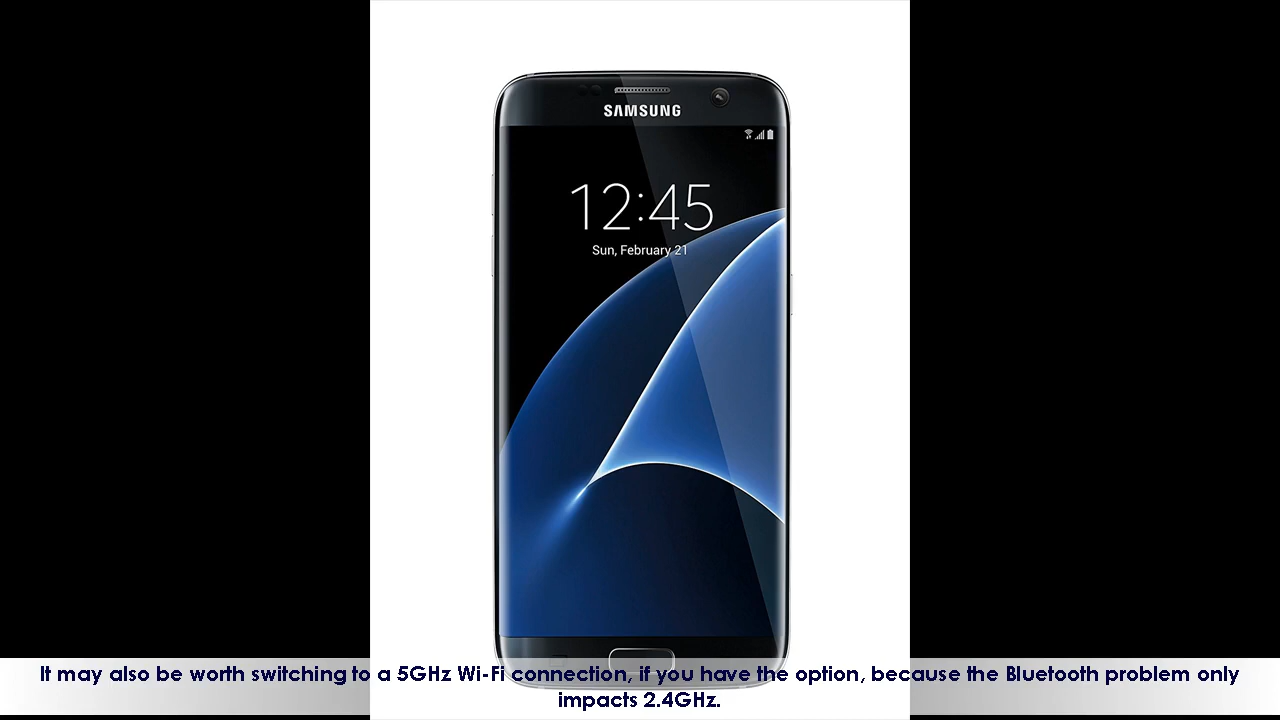 SAMSUNG
12:45
Sun, February 21
It may also be worth switching to a 5GHz Wi-Fi connection, if you have the option, because the Bluetooth problem only
impacts 2.4GHz.